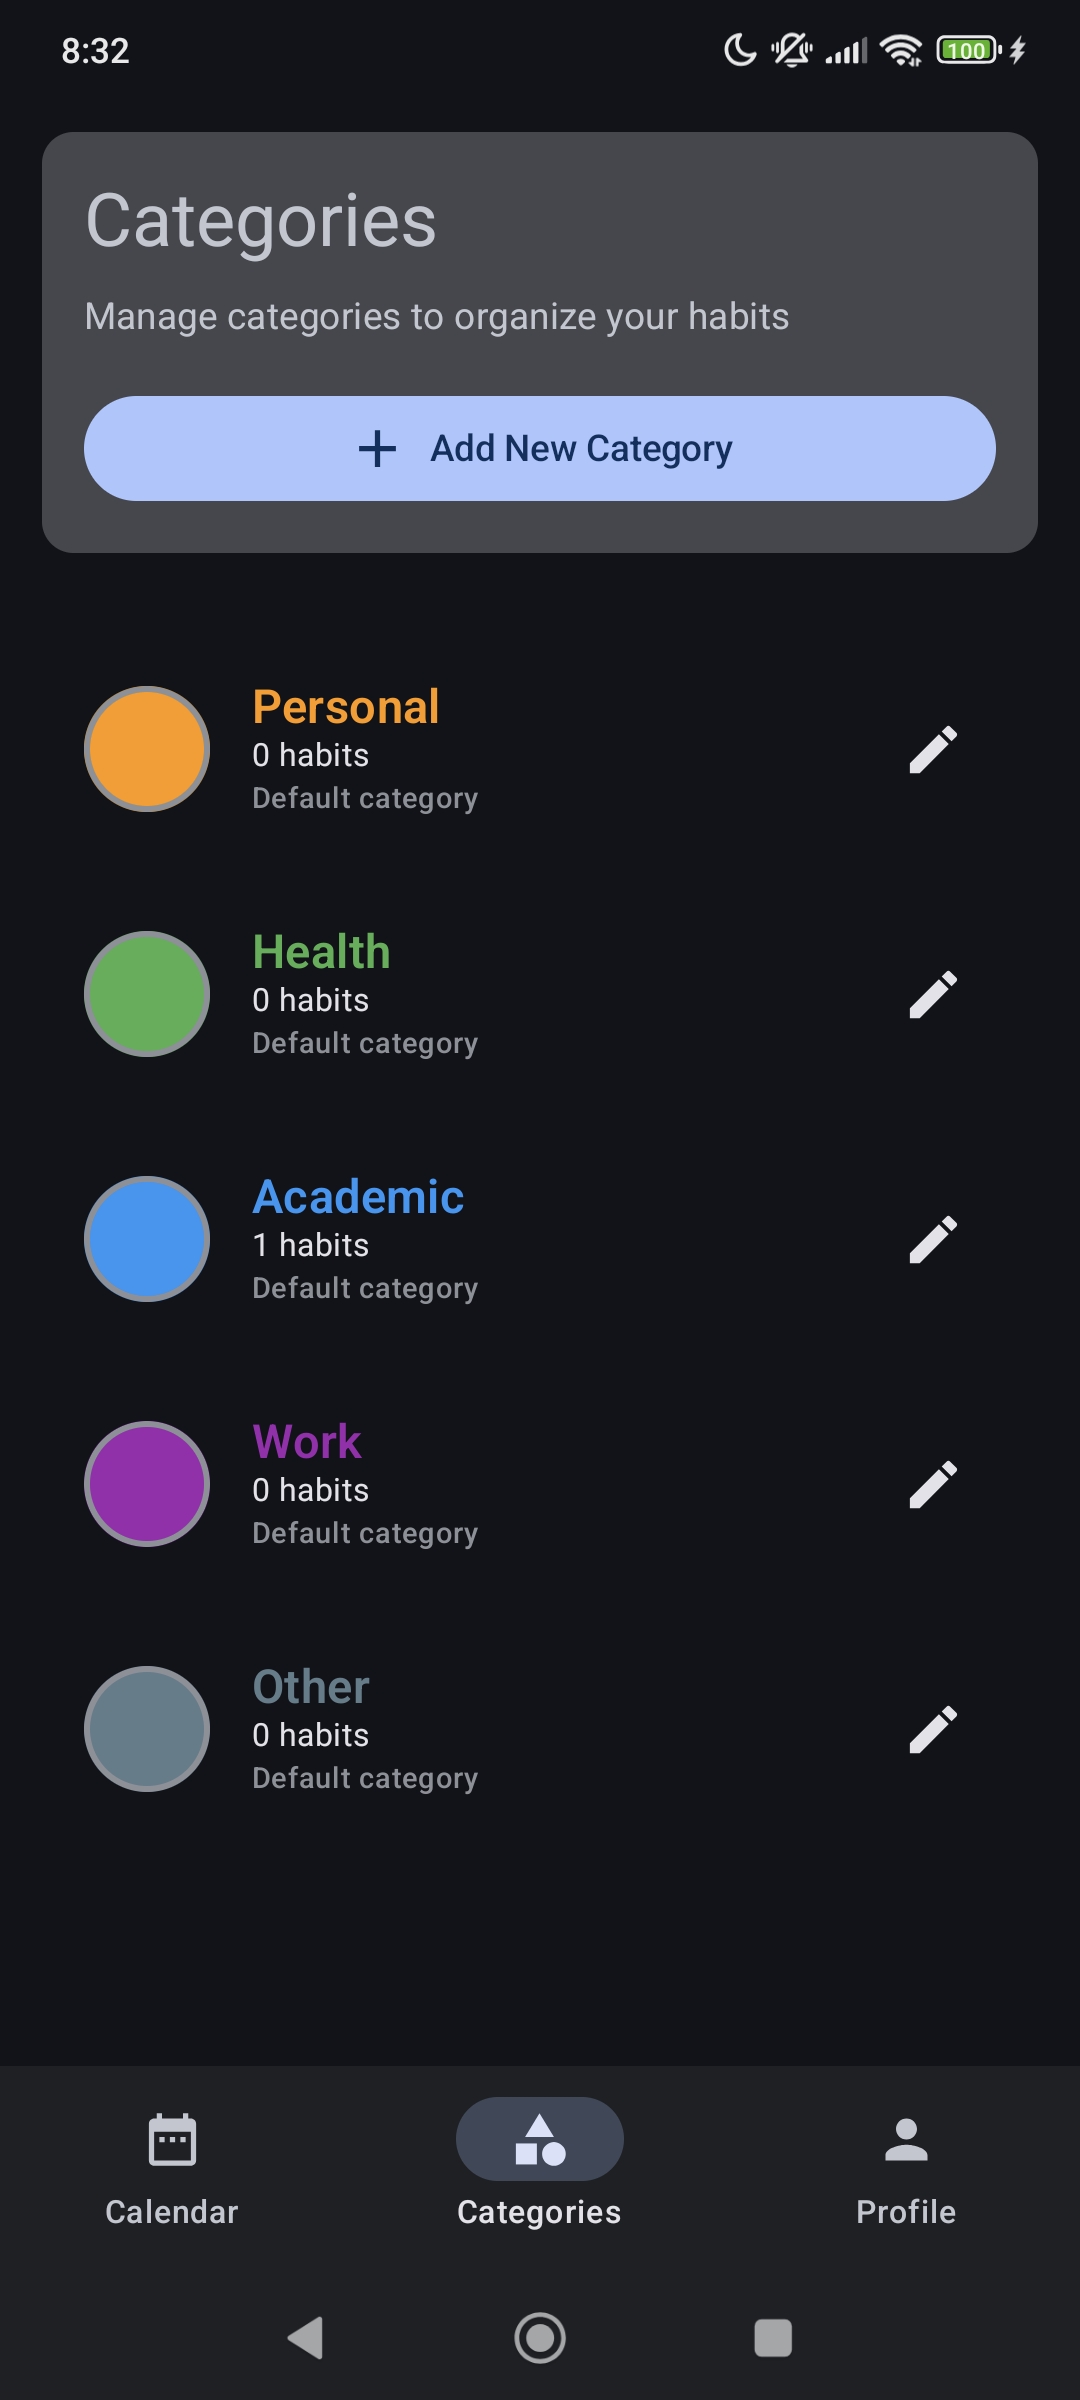 8:32
100
Categories
Manage categories to organize your habits
Add New Category
Personal
0 habits
Default category
Health
0 habits
Default category
Academic
1 habits
Default category
Work
0 habits
Default category
Other
0 habits
Default category
Calendar
Categories
Profile